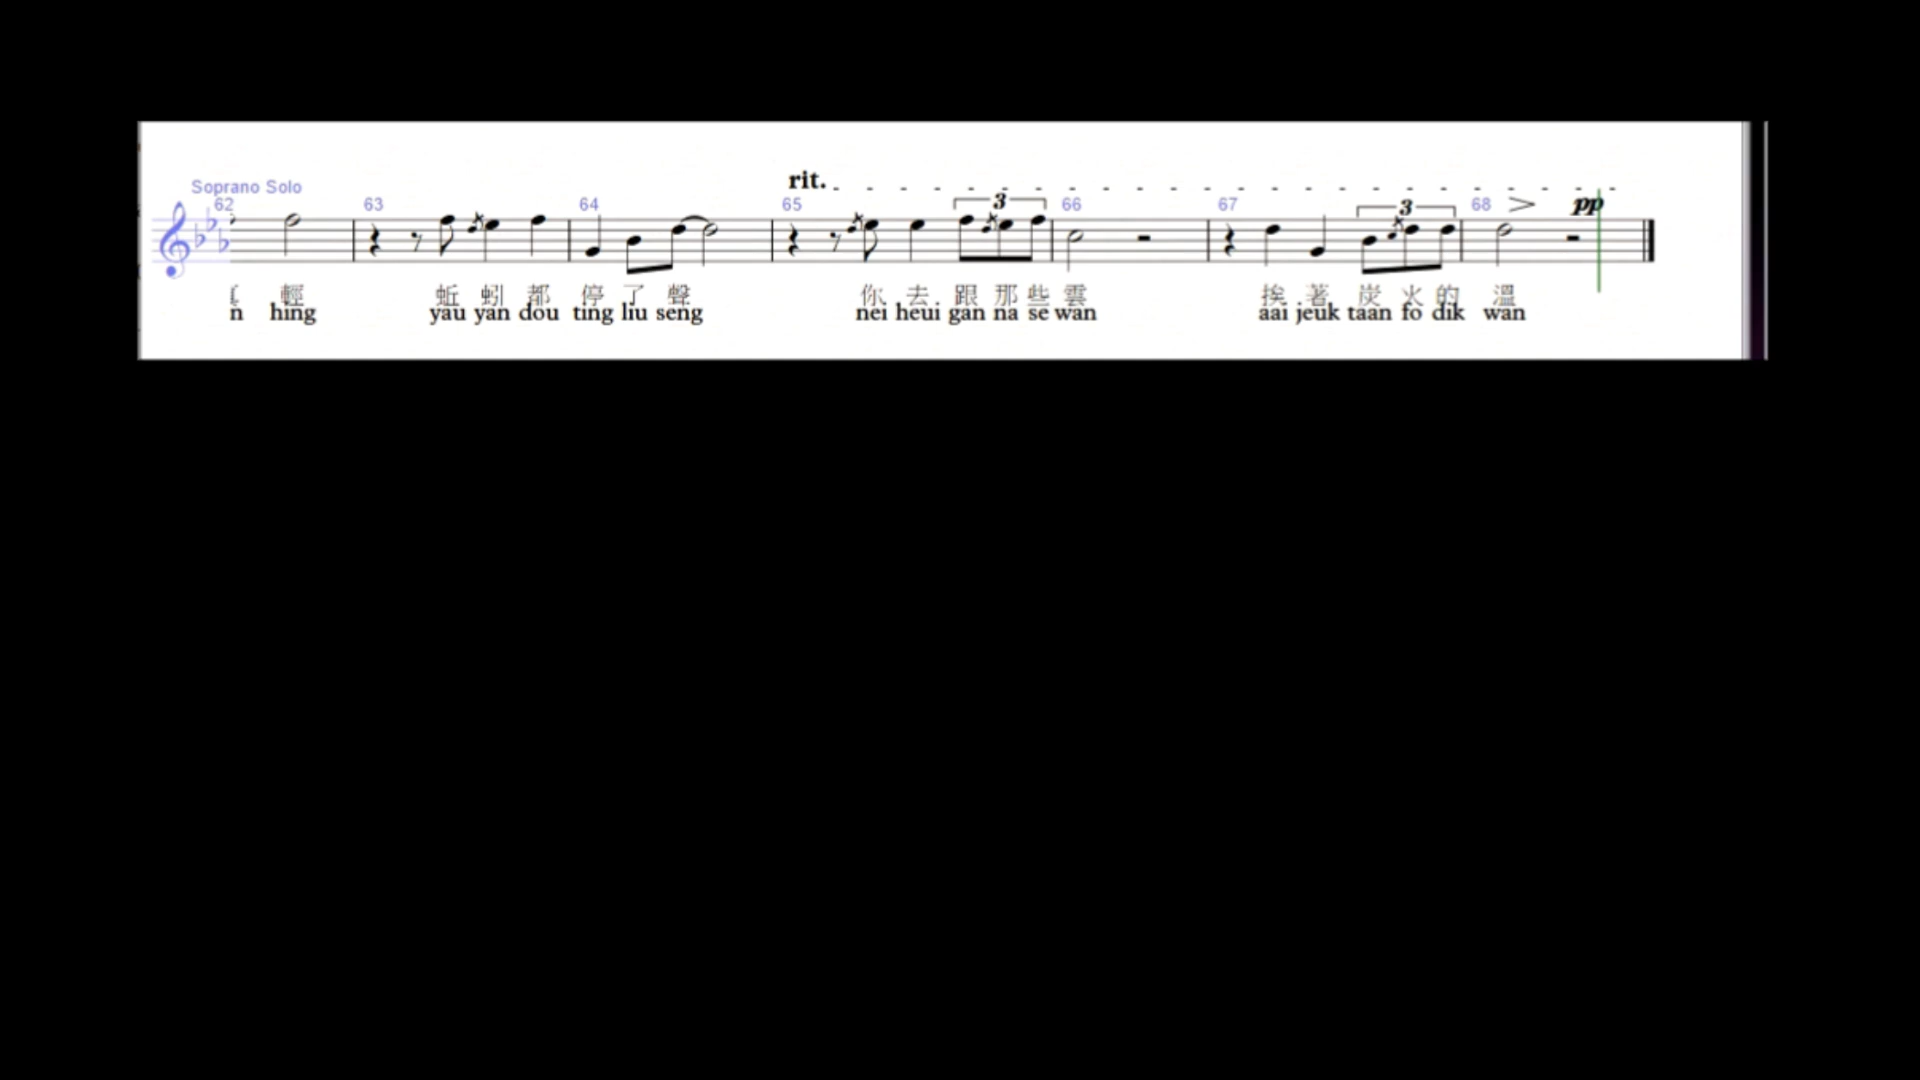 rit.
Soprano Solo
62 63 64 65 3 66 67 3 68 pp
輕 蚯 蚓 都 停 了 聲 你 去 跟 那 些 雲 挨 著 炭 火 的 溫
n hing yau yan dou ting liu seng nei heui gan na se wan aai jeuk taan fo dik wan